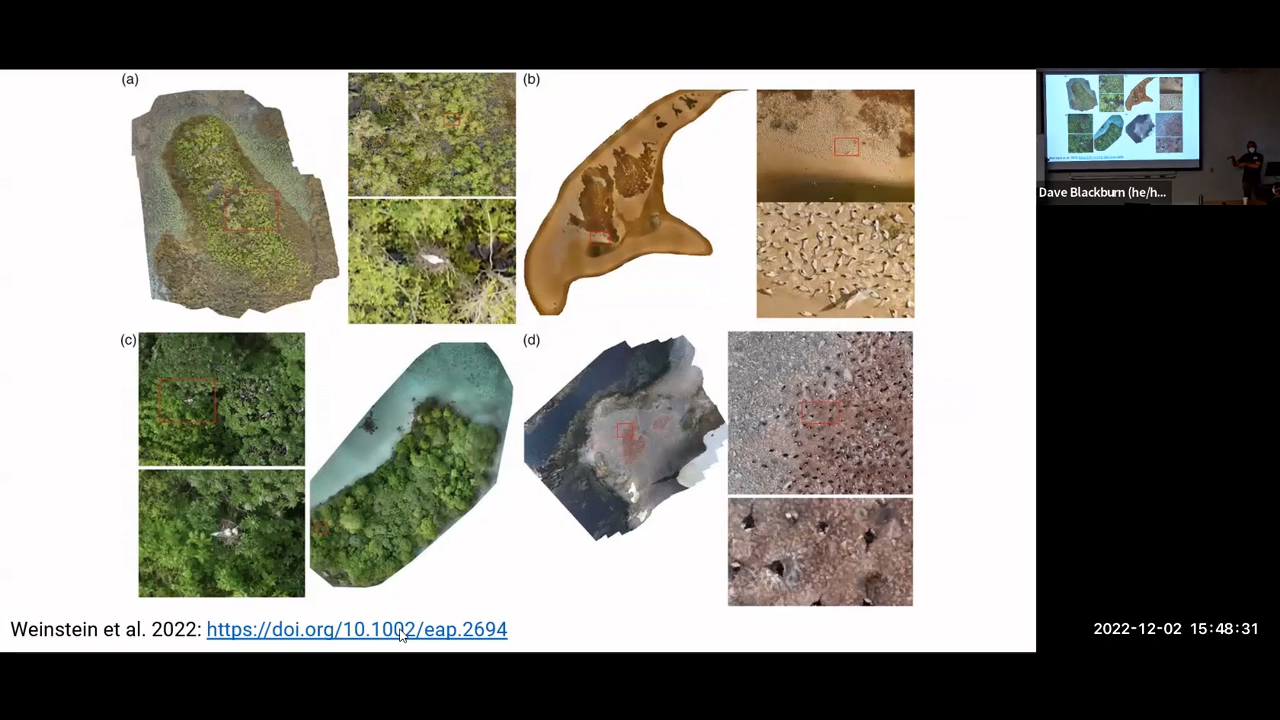 (a)
(b)
(c)
(d)
Weinstein et al. 2022: https://doi.org/10.1002/eap.2694
Dave Blackburn (he/h...
2022-12-02 15:48:31